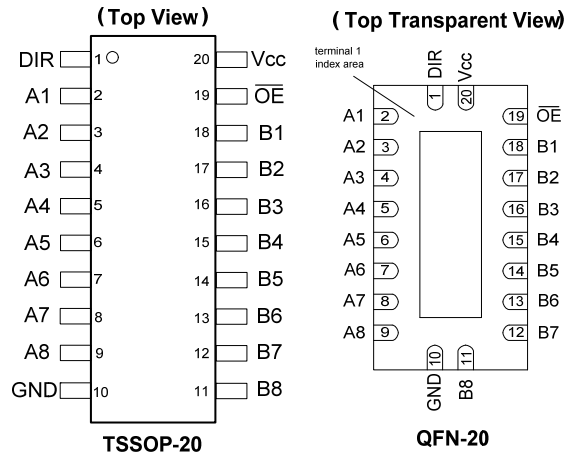 (Top View)
DIR 1 20 Vcc
A1 2 19 O̅E̅
A2 3 18 B1
A3 4 17 B2
A4 5 16 B3
A5 6 15 B4
A6 7 14 B5
A7 8 13 B6
A8 9 12 B7
GND 10 11 B8
TSSOP-20
(Top Transparent View)
terminal 1
index area
DIR Vcc
1 20
A1 2 19 O̅E̅
A2 3 18 B1
A3 4 17 B2
A4 5 16 B3
A5 6 15 B4
A6 7 14 B5
A7 8 13 B6
A8 9 12 B7
10 11
GND B8
QFN-20